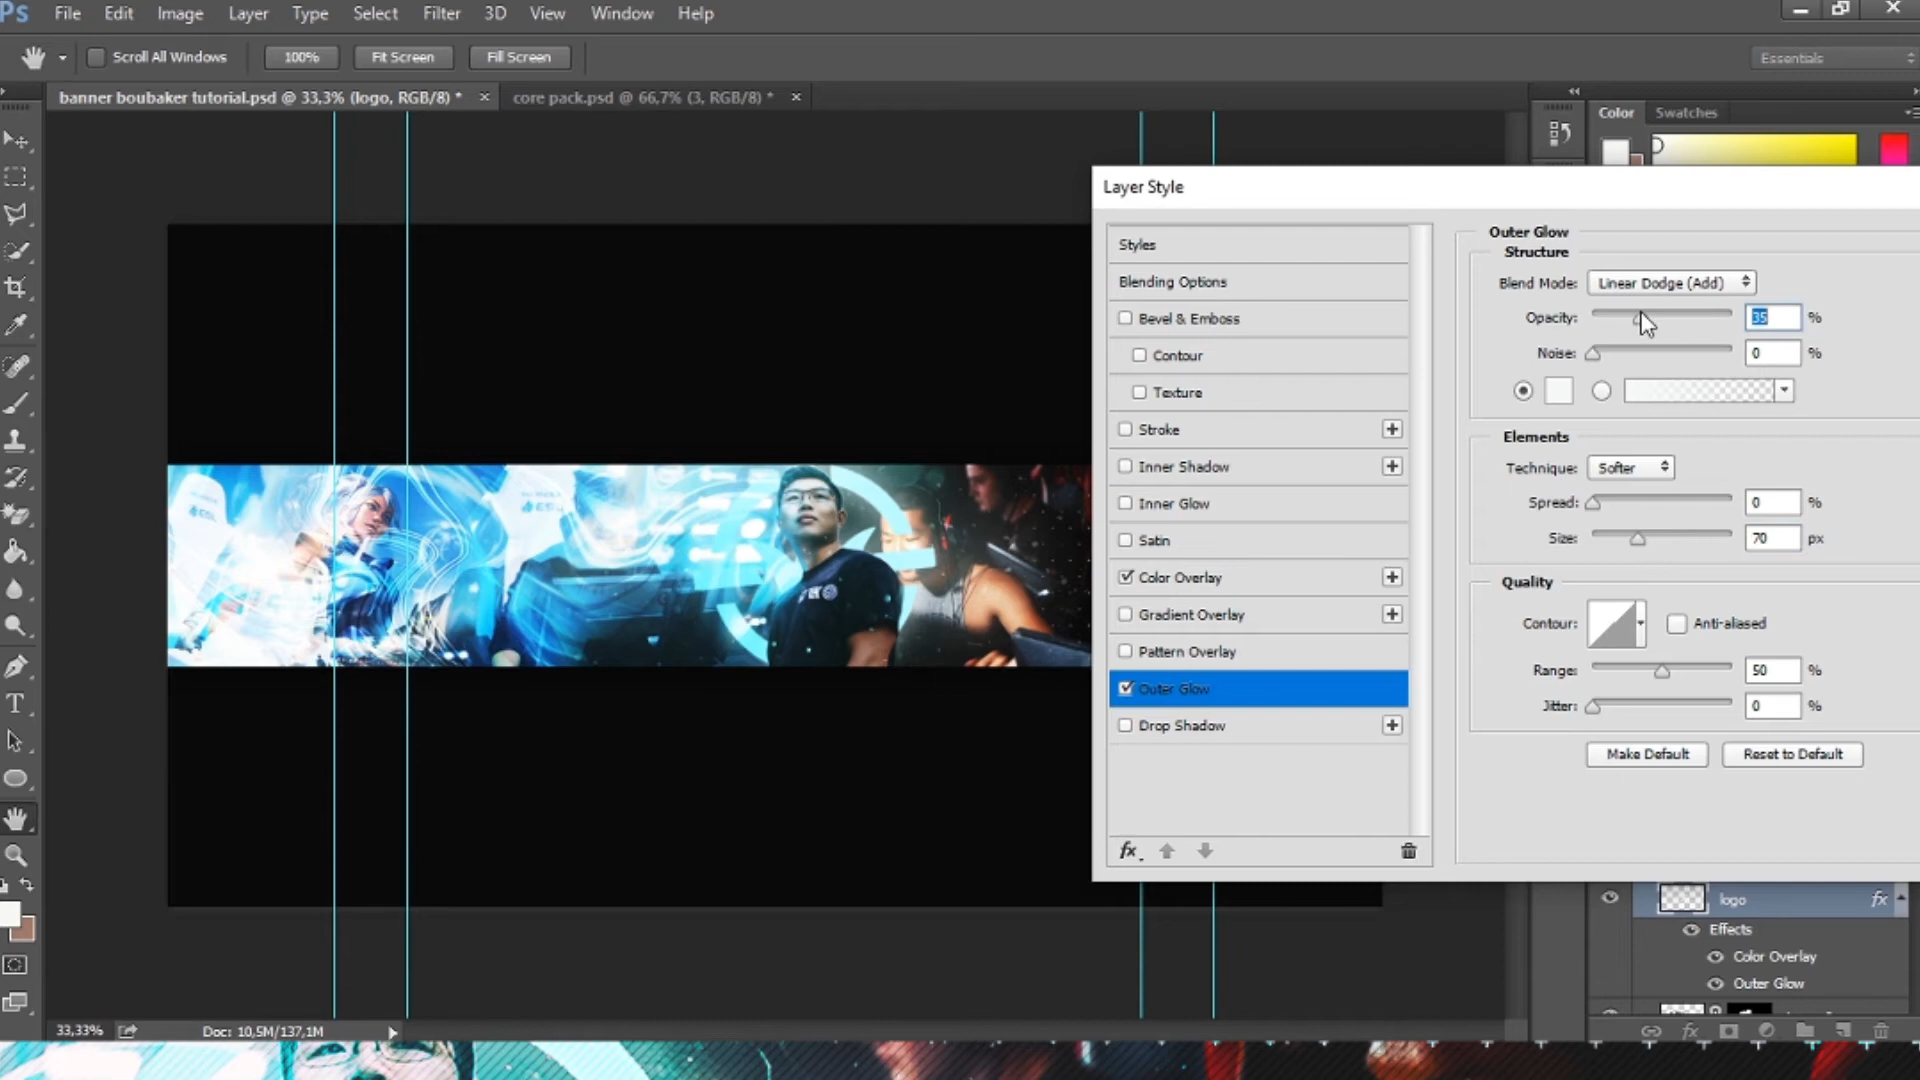 Ps File Edit Image Layer Type Select Filter 3D View Window Help
Scroll All Windows 100% Fit Screen Fill Screen Essentials
banner boubaker tutorial.psd @ 33,3% (logo, RGB/8) * × core pack.psd @ 66,7% (3, RGB/8) * ×
Color Swatches
Layer Style
Styles
Blending Options
Bevel & Emboss
Contour
Texture
Stroke
Inner Shadow
Inner Glow
Satin
Color Overlay
Gradient Overlay
Pattern Overlay
Outer Glow
Drop Shadow
fx
Outer Glow
Structure
Blend Mode: Linear Dodge (Add)
Opacity: 35 %
Noise: 0 %
Elements
Technique: Softer
Spread: 0 %
Size: 70 px
Quality
Contour: Anti-aliased
Range: 50 %
Jitter: 0 %
Make Default Reset to Default
ESL
ESL
logo fx
Effects
Color Overlay
Outer Glow
33,33% Doc: 10,5M/137,1M
fx